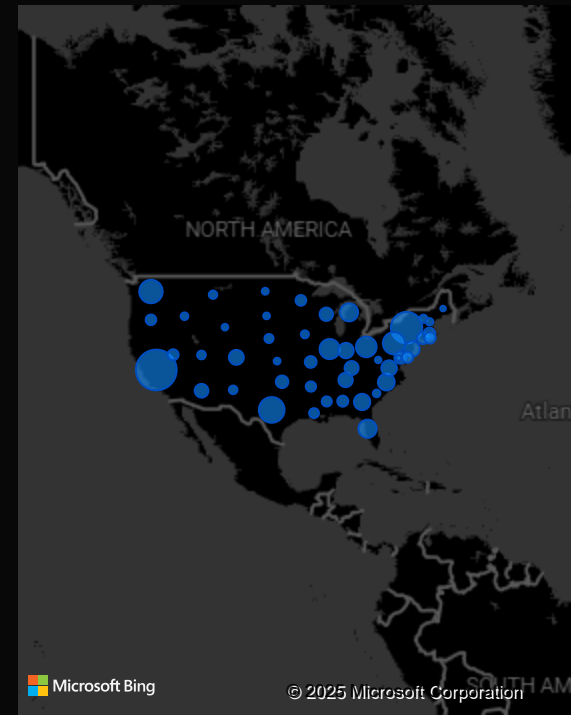 NORTH AMERICA
Atlan
SOUTH AM
Microsoft Bing
© 2025 Microsoft Corporation